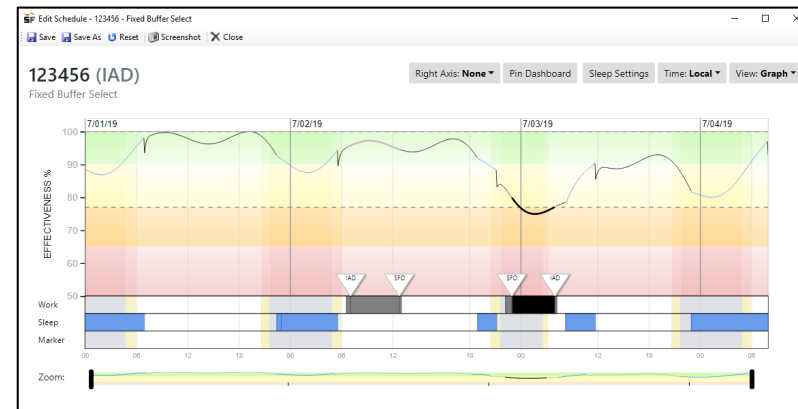 SF Edit Schedule - 123456 - Fixed Buffer Select
Save Save As Reset Screenshot Close
123456 (IAD)
Right Axis: None Pin Dashboard Sleep Settings Time: Local View: Graph
Fixed Buffer Select
7/01/19 7/02/19 7/03/19 7/04/19
100
90
80
70
60
50
EFFECTIVENESS %
IAD SFO SFO IAD
Work
Sleep
Marker
00 06 12 18 00 06 12 18 00 12 18 00 06
Zoom: